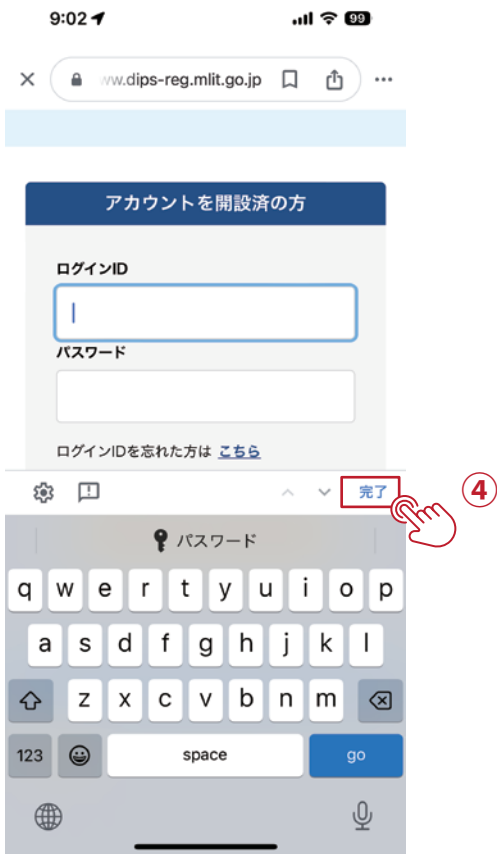 9:02
99
ww.dips-reg.mlit.go.jp
アカウントを開設済の方
ログインID
パスワード
ログインIDを忘れた方は こちら
完了
④
パスワード
q w e r t y u i o p
a s d f g h j k l
z x c v b n m
123 space go